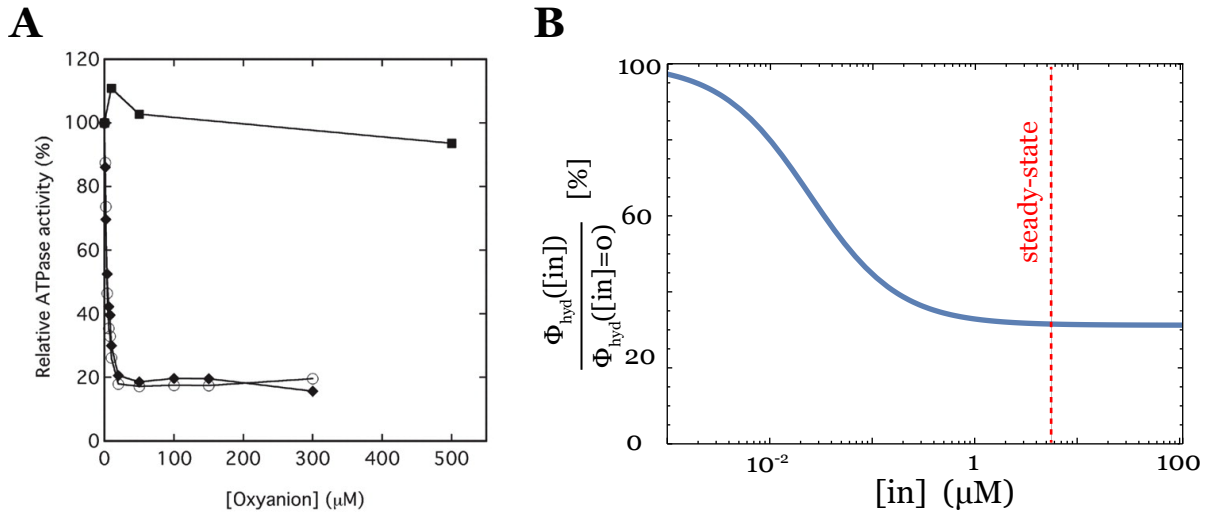 A
120
100
80
60
40
20
0
Relative ATPase activity (%)
0
100
200
300
400
500
[Oxyanion] (μM)
B
100
60
20
0
Φhyd([in])
Φhyd([in]=0)
[%]
steady-state
10-2
1
100
[in] (μM)